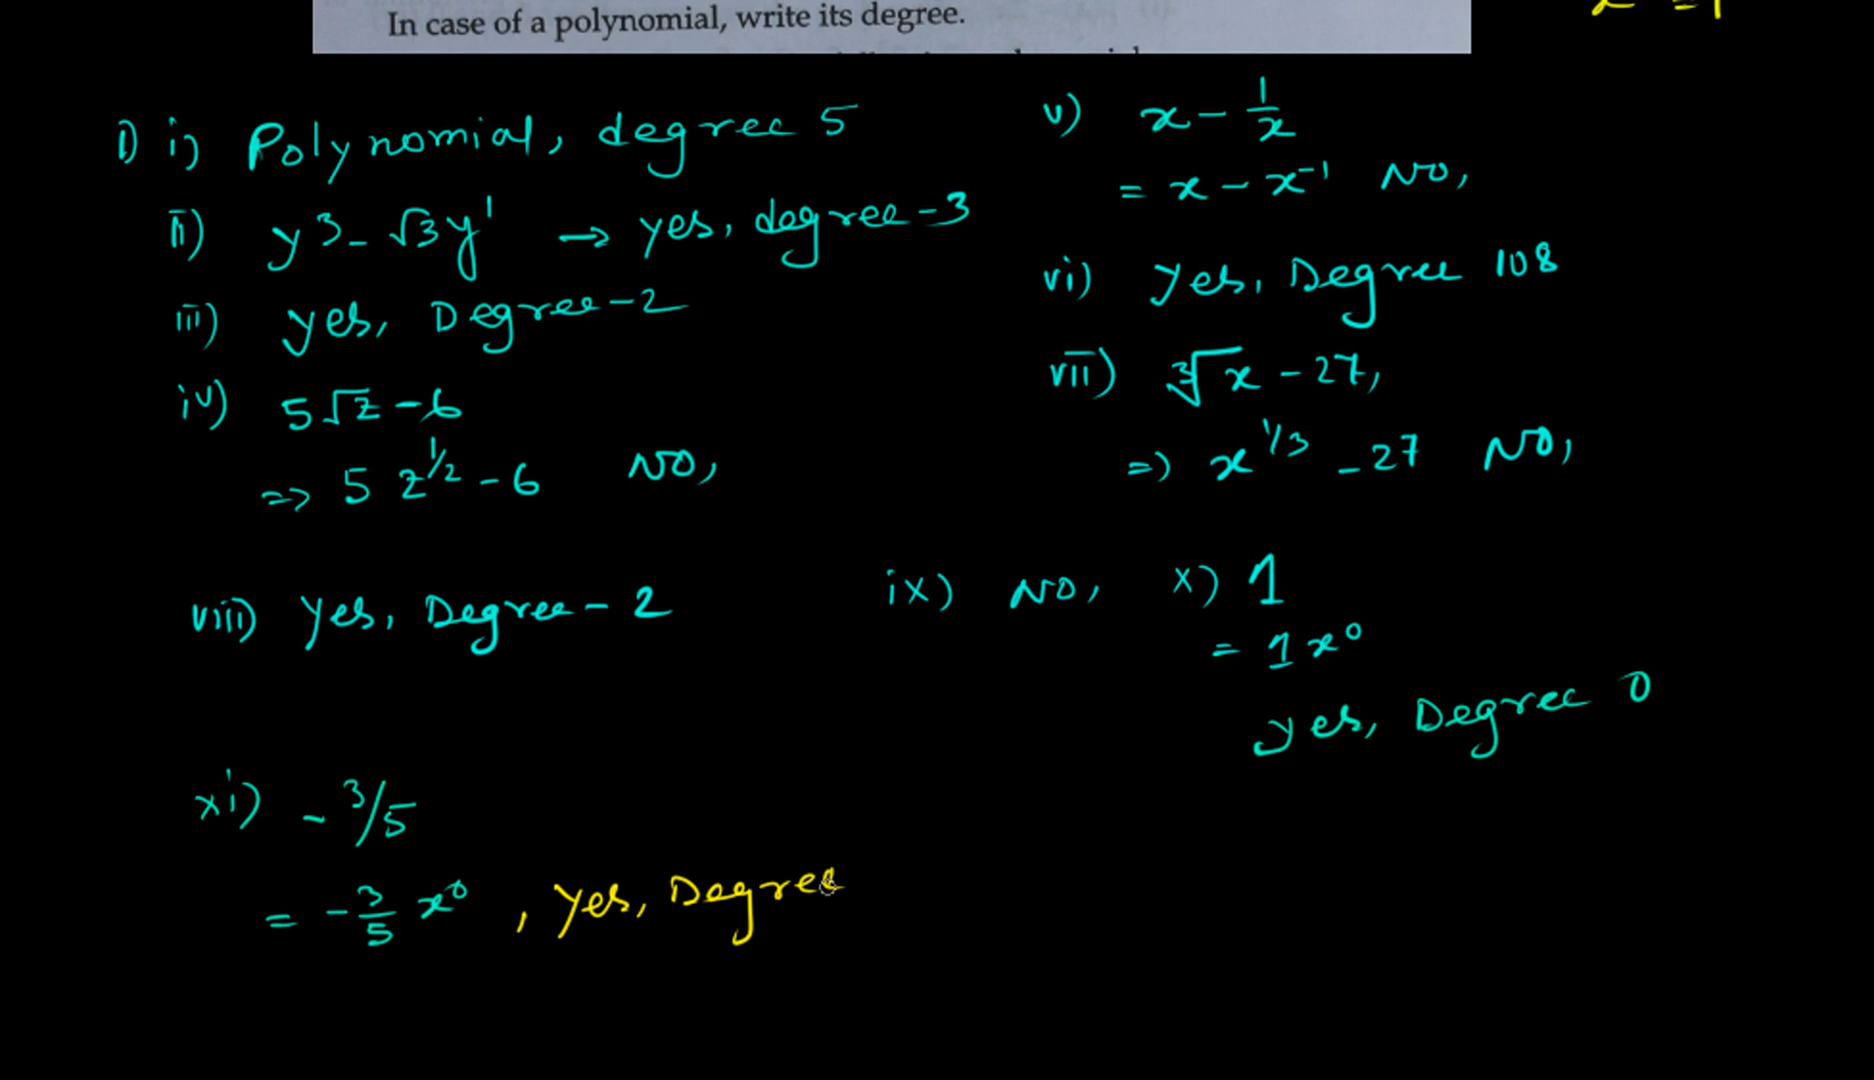 In case of a polynomial, write its degree.
1) i) Polynomial, degree 5
ii) y³ - √3y¹ → yes, degree-3
iii) yes, Degree-2
iv) 5√z - 6
=> 5 z^1/2 - 6 NO,
v) x - 1/x
= x - x⁻¹ NO,
vi) Yes, Degree 108
vii) ³√x - 27,
=) x^1/3 - 27 NO,
viii) Yes, Degree - 2
ix) NO, x) 1
= 1x⁰
yes, Degree 0
xi) - 3/5
= - 3/5 x⁰ , Yes, Degree